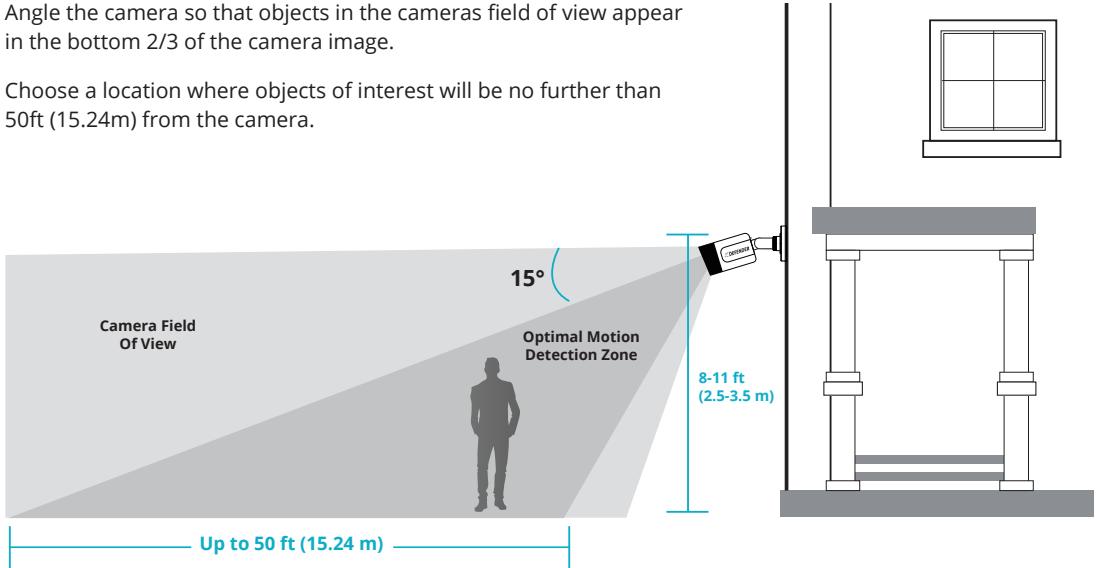 Angle the camera so that objects in the cameras field of view appear
in the bottom 2/3 of the camera image.
Choose a location where objects of interest will be no further than
50ft (15.24m) from the camera.
DEFENDER
15°
Camera Field
Of View
Optimal Motion
Detection Zone
8-11 ft
(2.5-3.5 m)
Up to 50 ft (15.24 m)